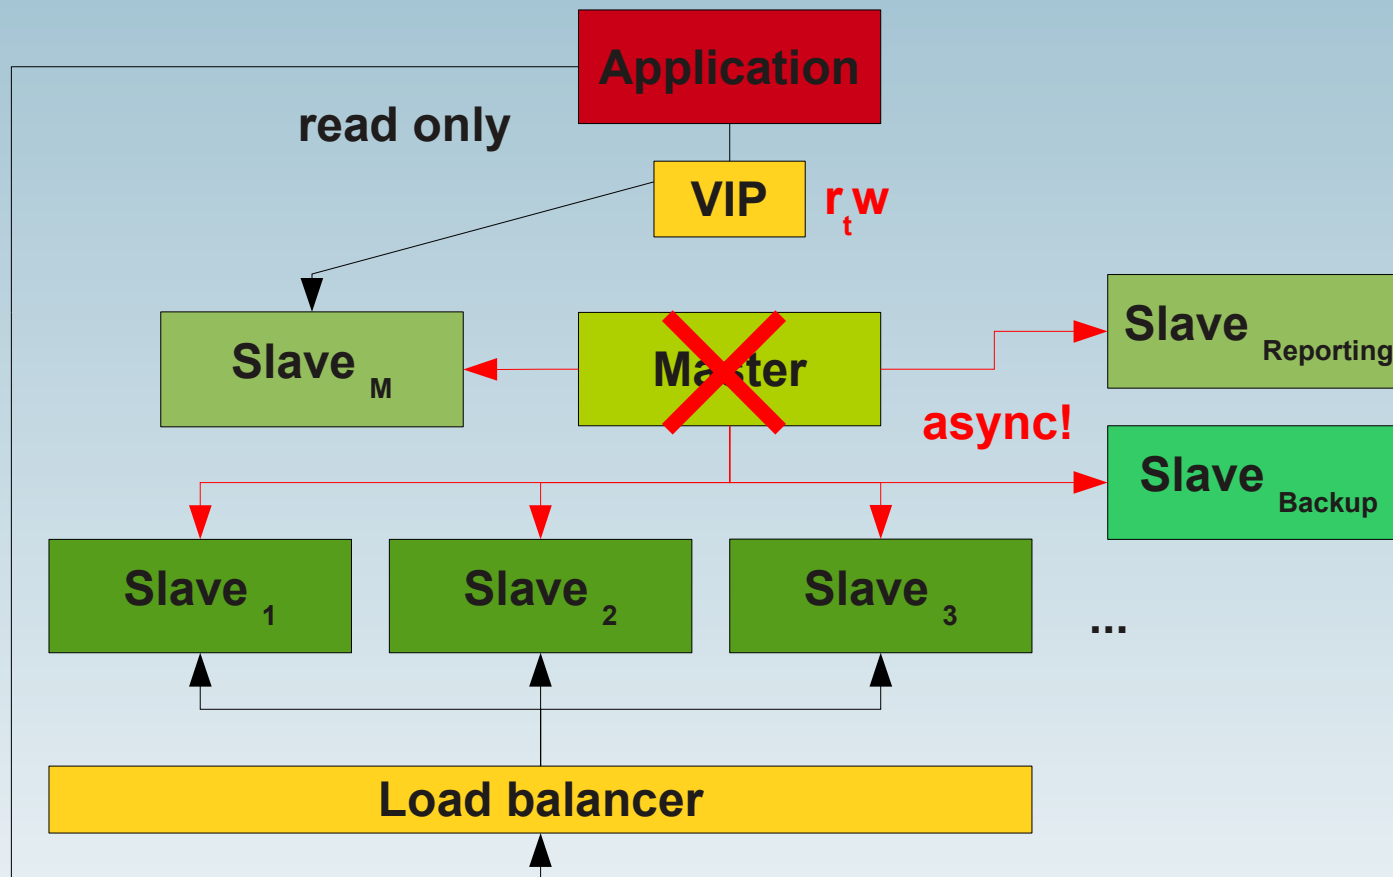 Application
read only
VIP
rtw
Slave M
Master
Slave Reporting
async!
Slave Backup
Slave 1
Slave 2
Slave 3
...
Load balancer